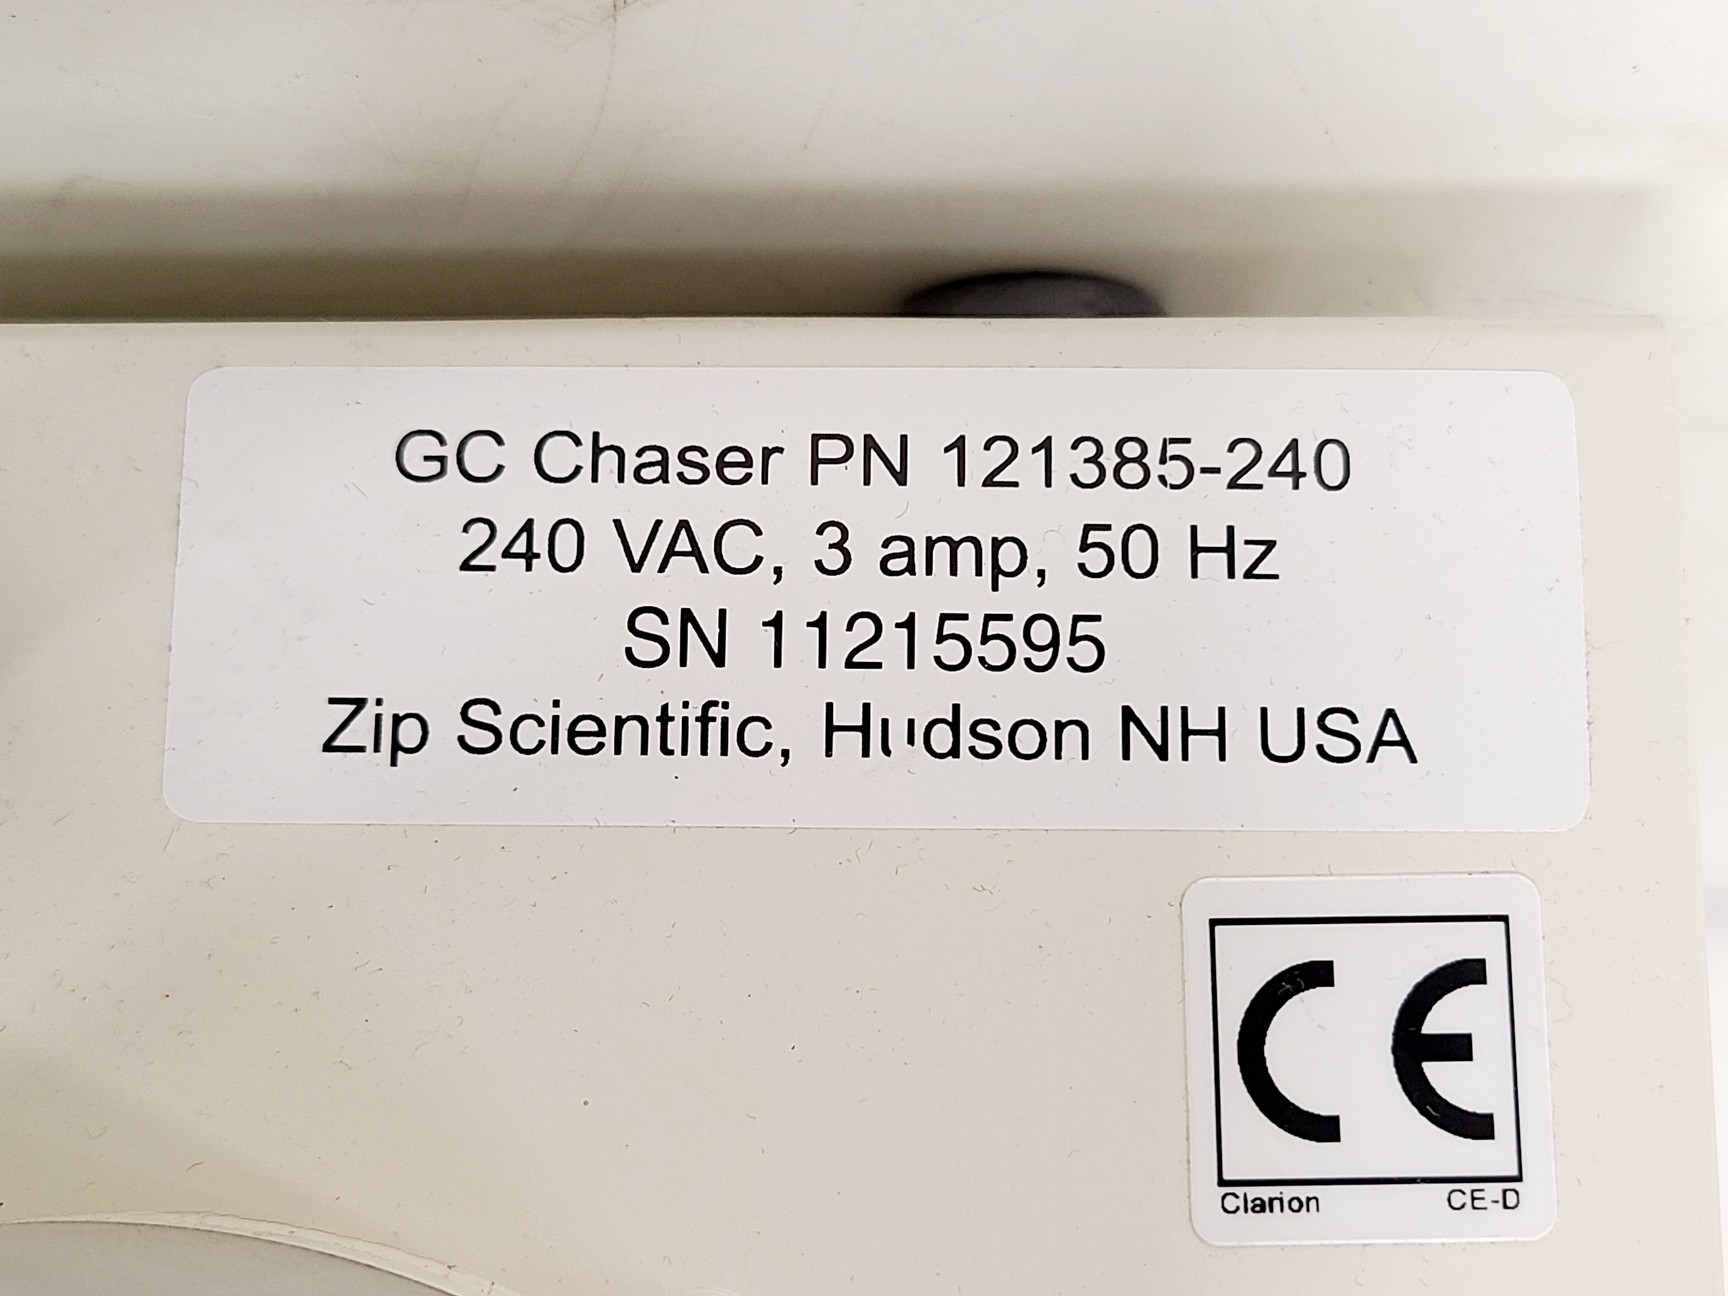 GC Chaser PN 121385-240
240 VAC, 3 amp, 50 Hz
SN 11215595
Zip Scientific, Hudson NH USA
CE
Clarion CE-D